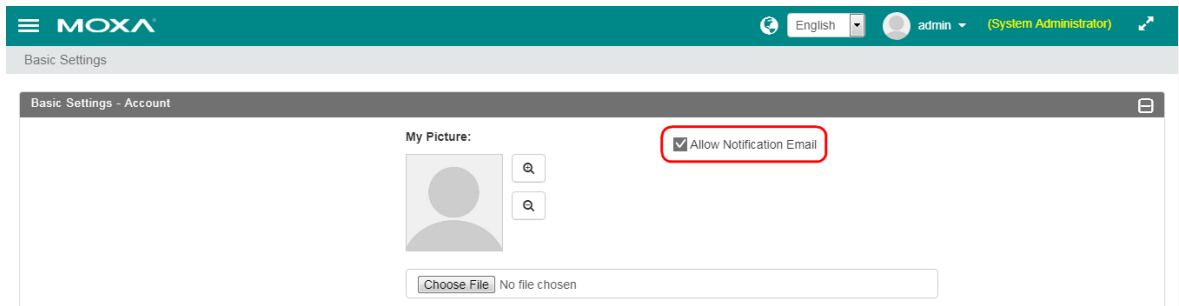 MOXA English admin (System Administrator)
Basic Settings
Basic Settings - Account
My Picture:
Allow Notification Email
Choose File No file chosen